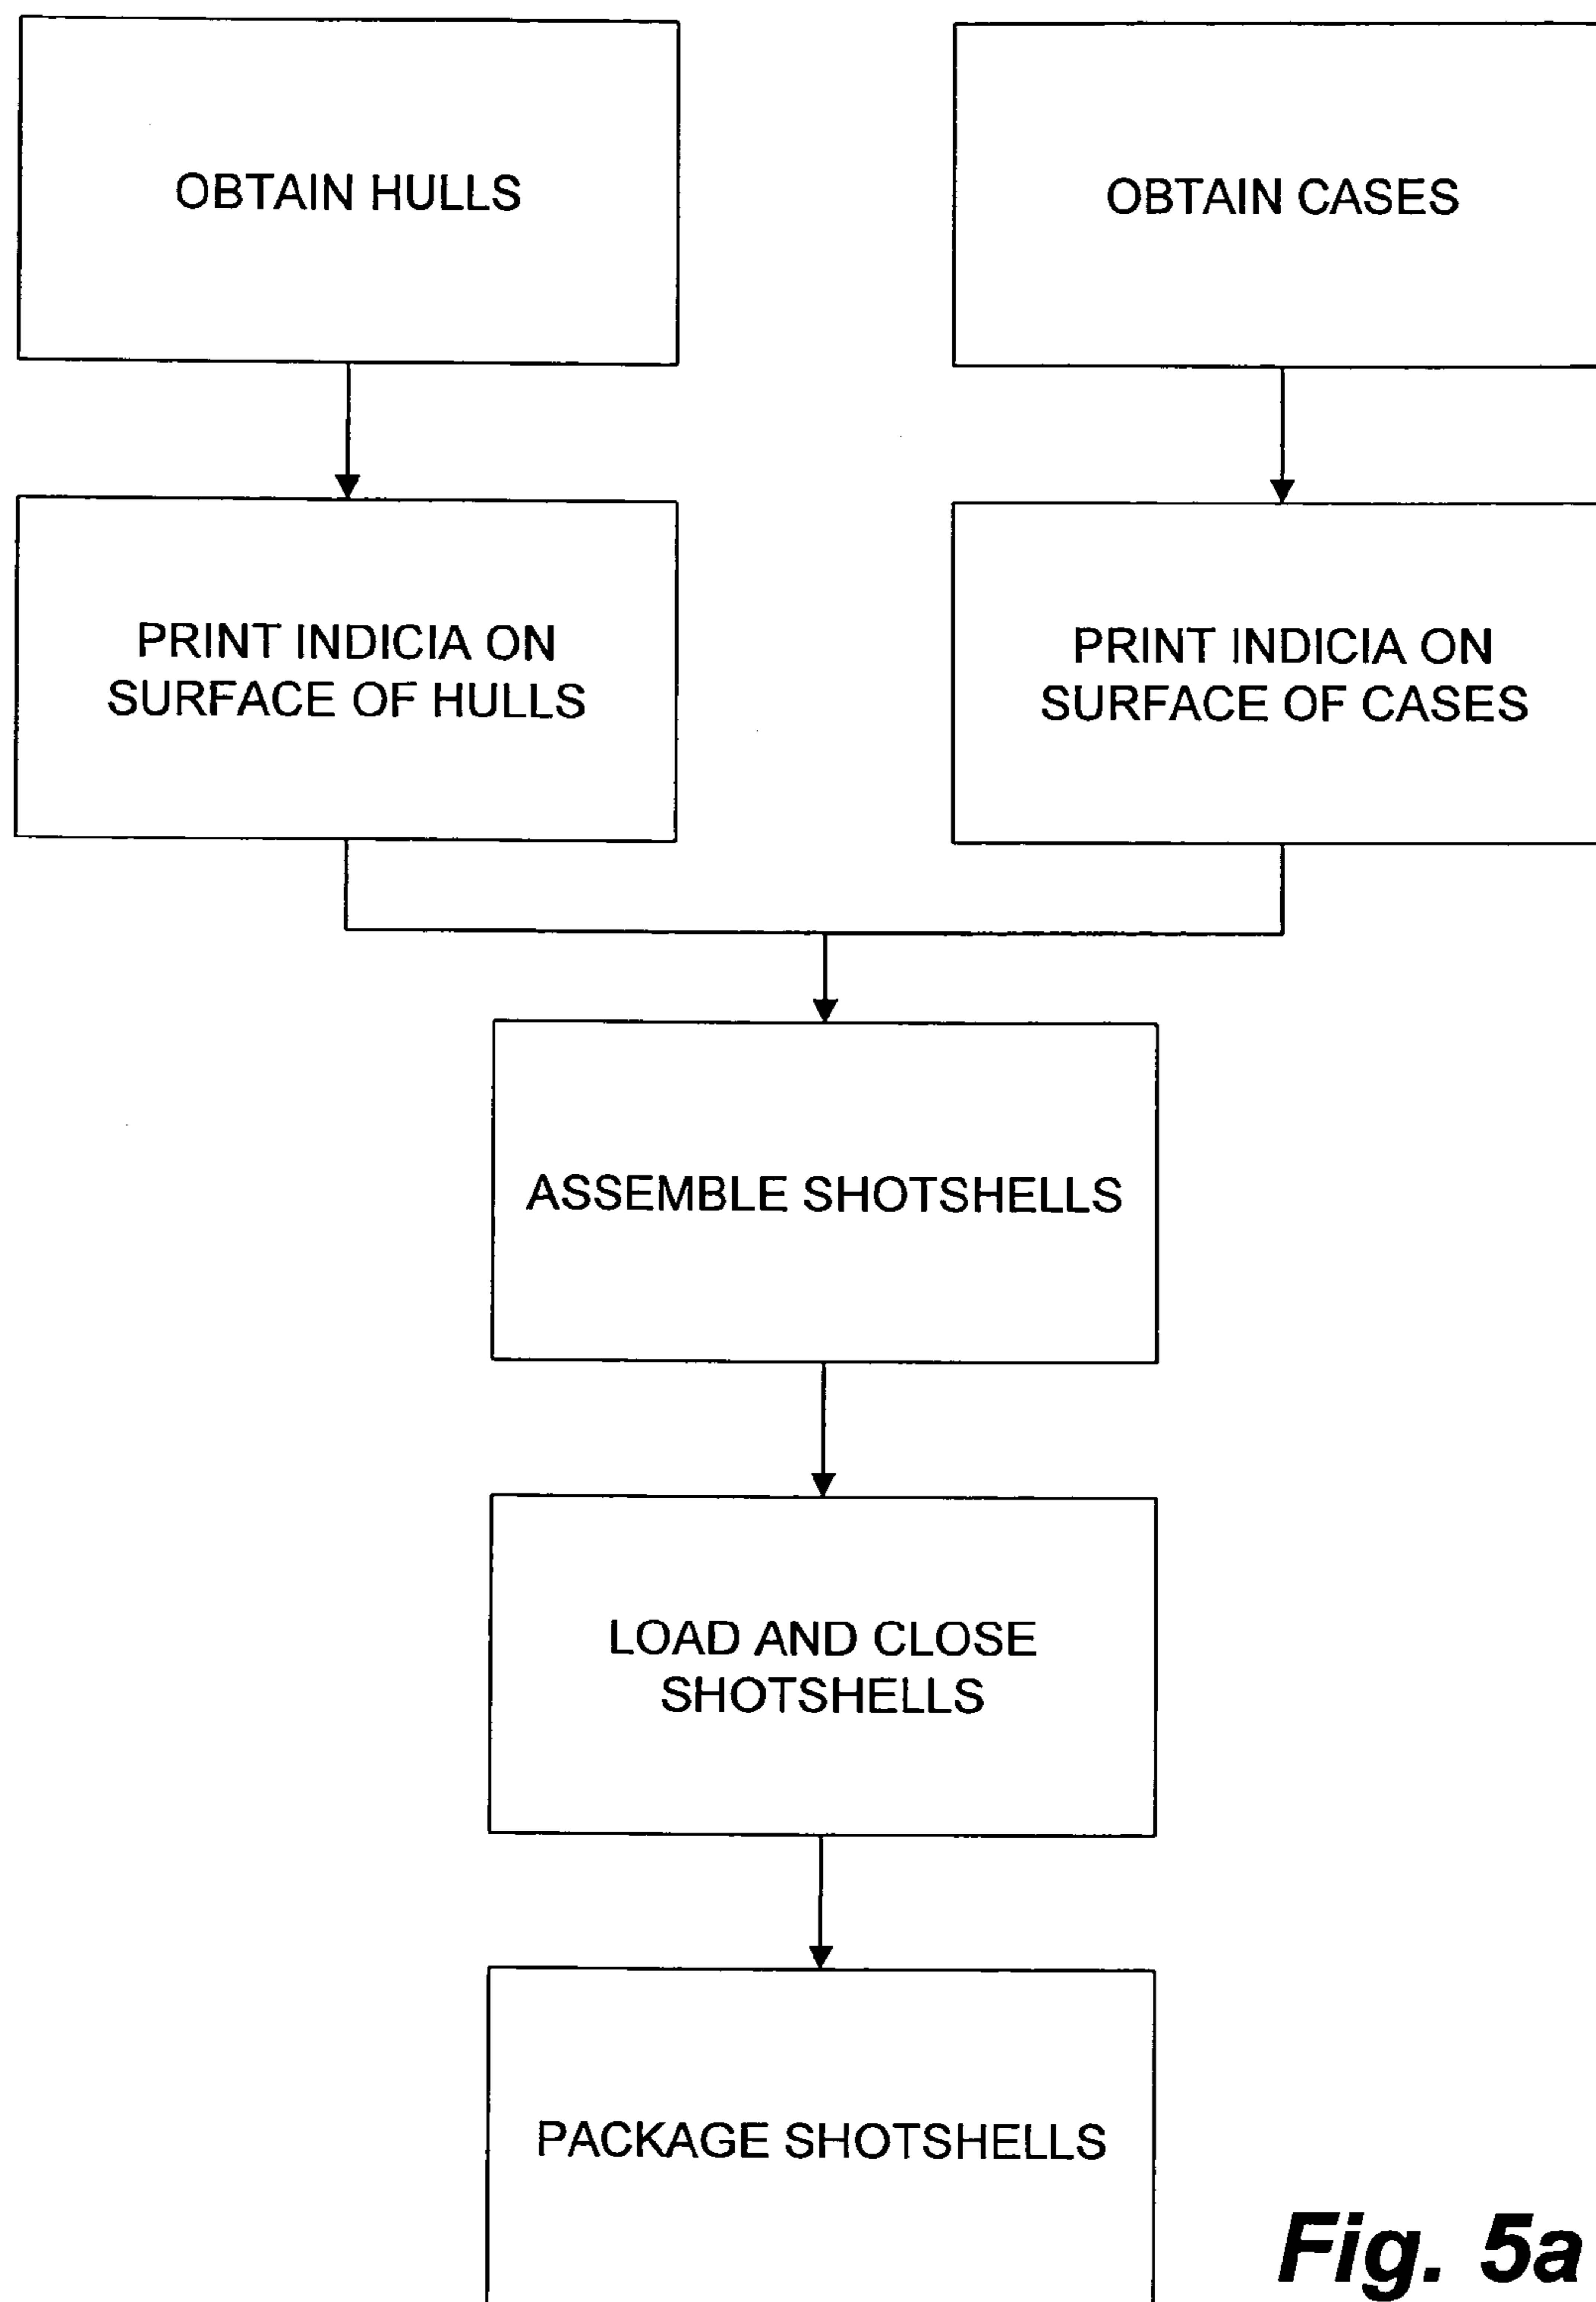 OBTAIN HULLS
OBTAIN CASES
PRINT INDICIA ON
SURFACE OF HULLS
PRINT INDICIA ON
SURFACE OF CASES
ASSEMBLE SHOTSHELLS
LOAD AND CLOSE
SHOTSHELLS
PACKAGE SHOTSHELLS
Fig. 5a